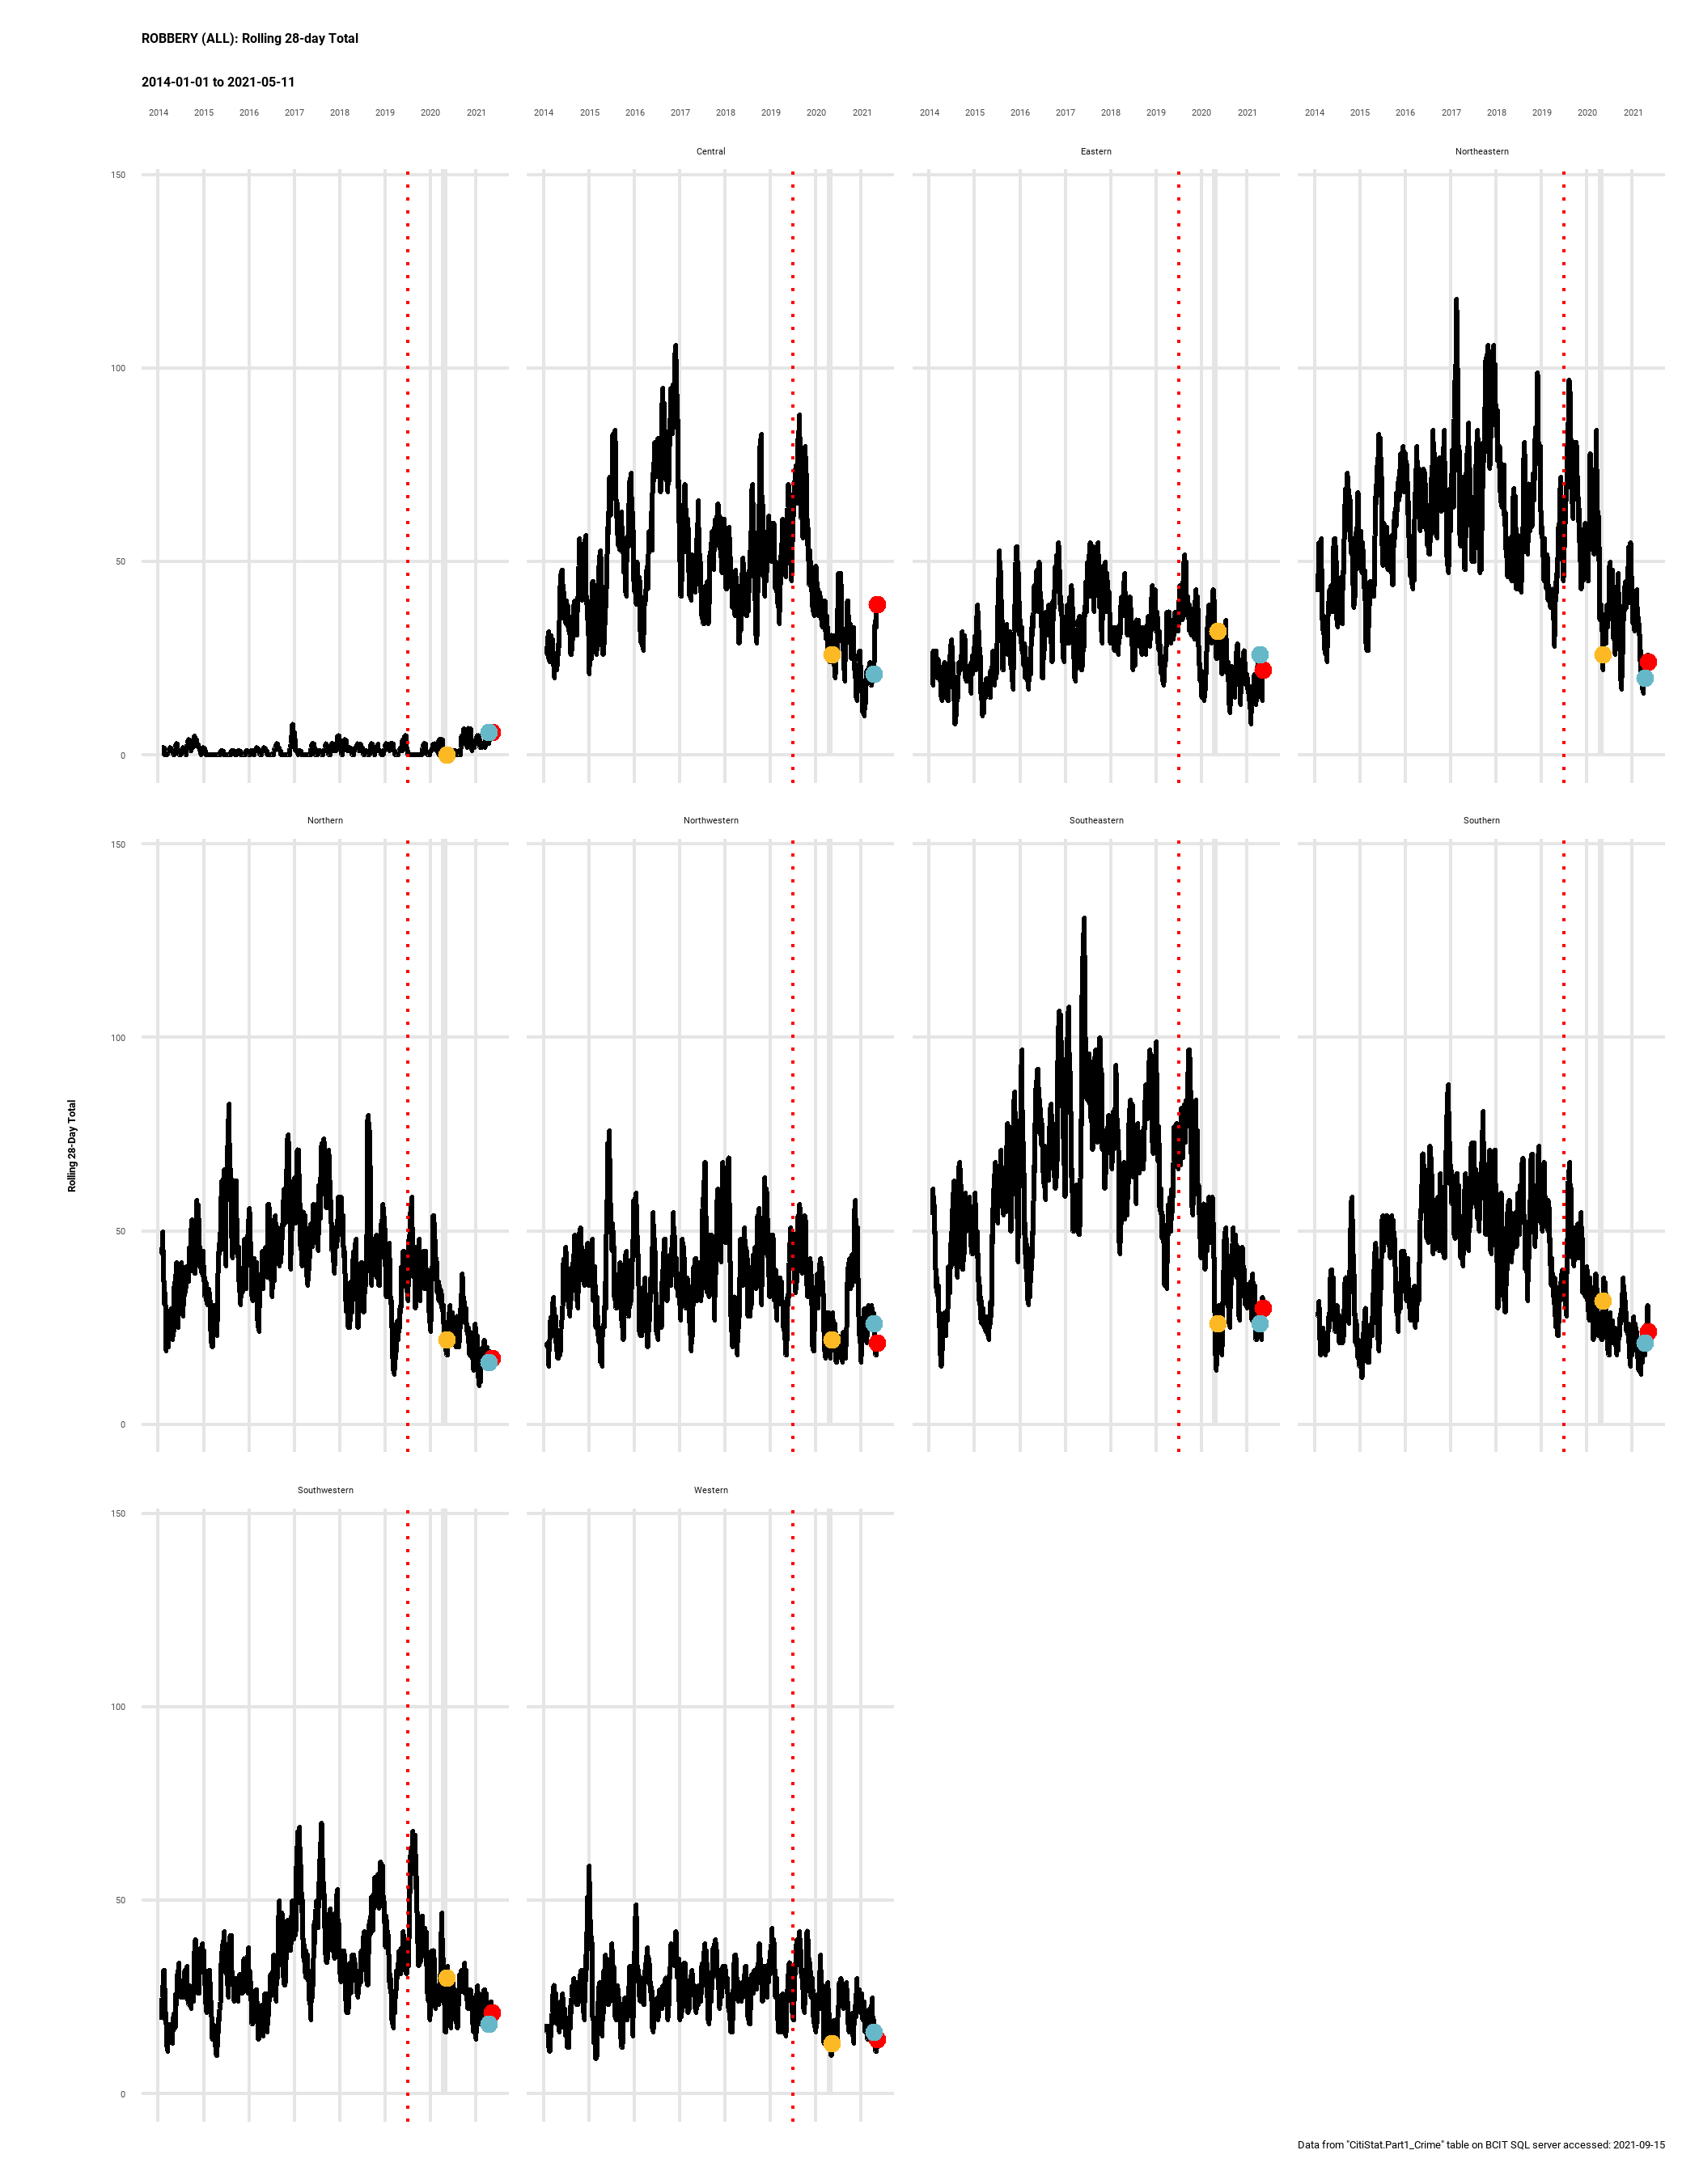 ROBBERY (ALL): Rolling 28-day Total
2014-01-01 to 2021-05-11
2014 2015 2016 2017 2018 2019 2020 2021 2014 2015 2016 2017 2018 2019 2020 2021 2014 2015 2016 2017 2018 2019 2020 2021 2014 2015 2016 2017 2018 2019 2020 2021
Central Eastern Northeastern
150
100
50
0
Northern Northwestern Southeastern Southern
150
100
50
0
Rolling 28-Day Total
Southwestern Western
150
100
50
0
Data from "CitiStat.Part1_Crime" table on BCIT SQL server accessed: 2021-09-15